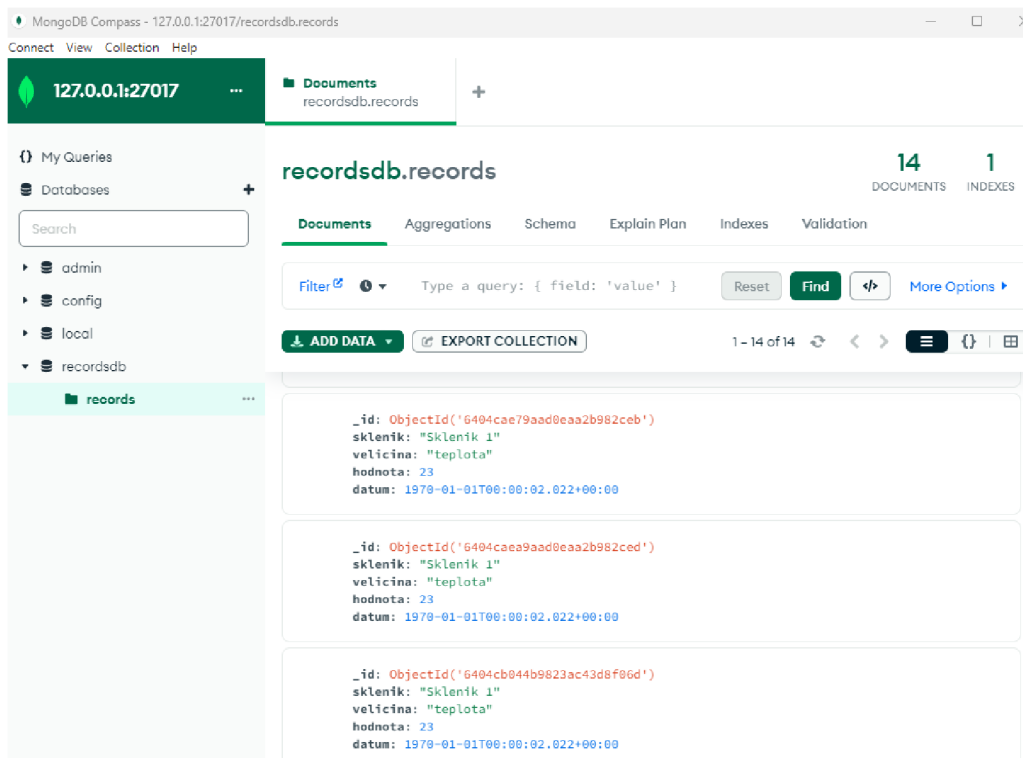 MongoDB Compass - 127.0.0.1:27017/recordsdb.records
Connect View Collection Help
127.0.0.1:27017 ...
Documents
recordsdb.records
+
{} My Queries
Databases +
Search
admin
config
local
recordsdb
records ...
recordsdb.records
14
DOCUMENTS
1
INDEXES
Documents Aggregations Schema Explain Plan Indexes Validation
Filter Type a query: { field: 'value' } Reset Find </> More Options
ADD DATA EXPORT COLLECTION 1 – 14 of 14 {}
_id: ObjectId('6404cae79aad0eaa2b982ceb')
sklenik: "Sklenik 1"
velicina: "teplota"
hodnota: 23
datum: 1970-01-01T00:00:02.022+00:00
_id: ObjectId('6404caea9aad0eaa2b982ced')
sklenik: "Sklenik 1"
velicina: "teplota"
hodnota: 23
datum: 1970-01-01T00:00:02.022+00:00
_id: ObjectId('6404cb044b9823ac43d8f06d')
sklenik: "Sklenik 1"
velicina: "teplota"
hodnota: 23
datum: 1970-01-01T00:00:02.022+00:00